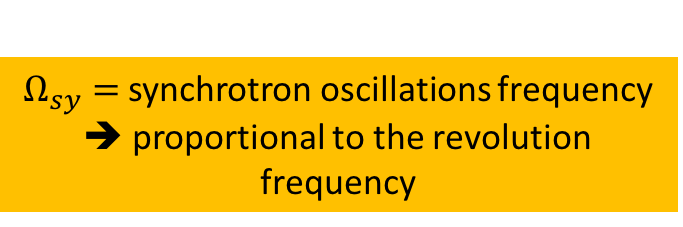 Ω_sy = synchrotron oscillations frequency
➔ proportional to the revolution
frequency